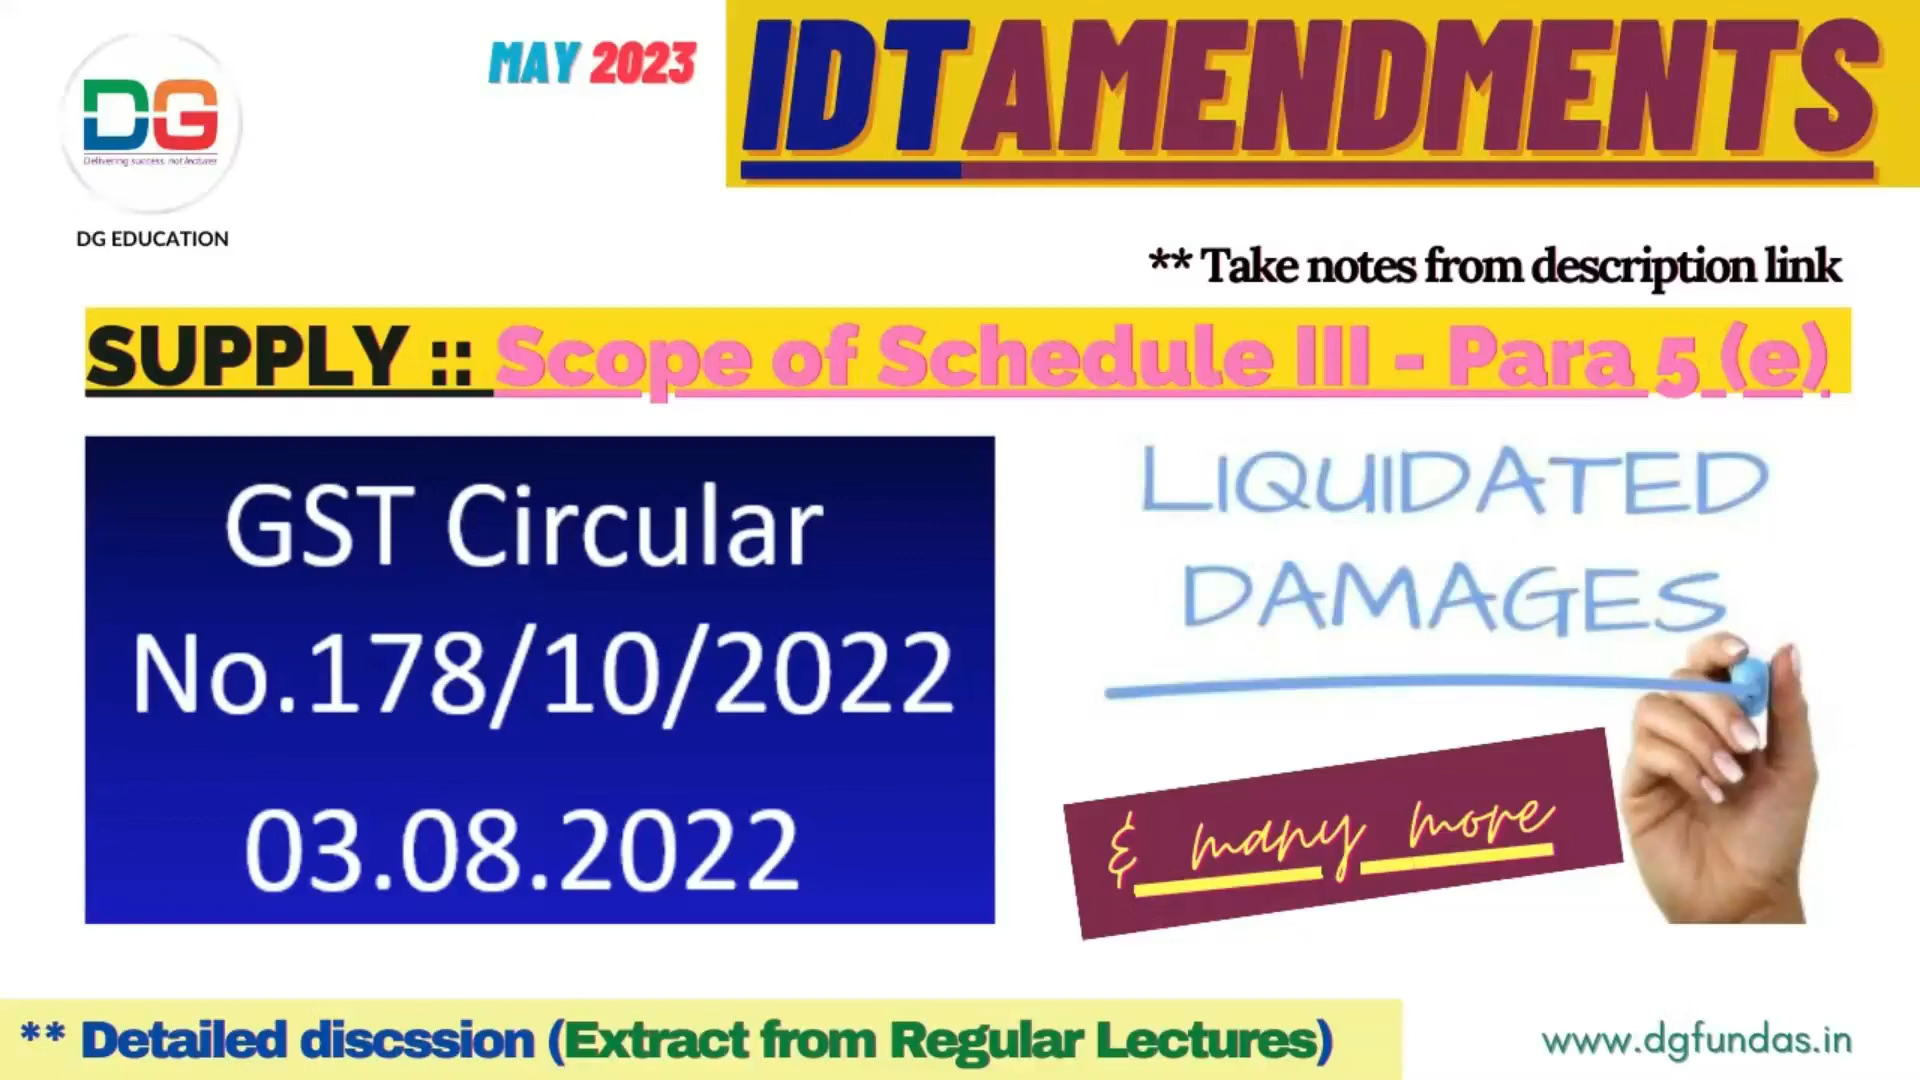 MAY 2023
IDT AMENDMENTS
DG
Delivering success, not lectures
DG EDUCATION
** Take notes from description link
SUPPLY :: Scope of Schedule III - Para 5 (e)
GST Circular
No.178/10/2022
03.08.2022
LIQUIDATED
DAMAGES
& many more
** Detailed discssion (Extract from Regular Lectures)
www.dgfundas.in